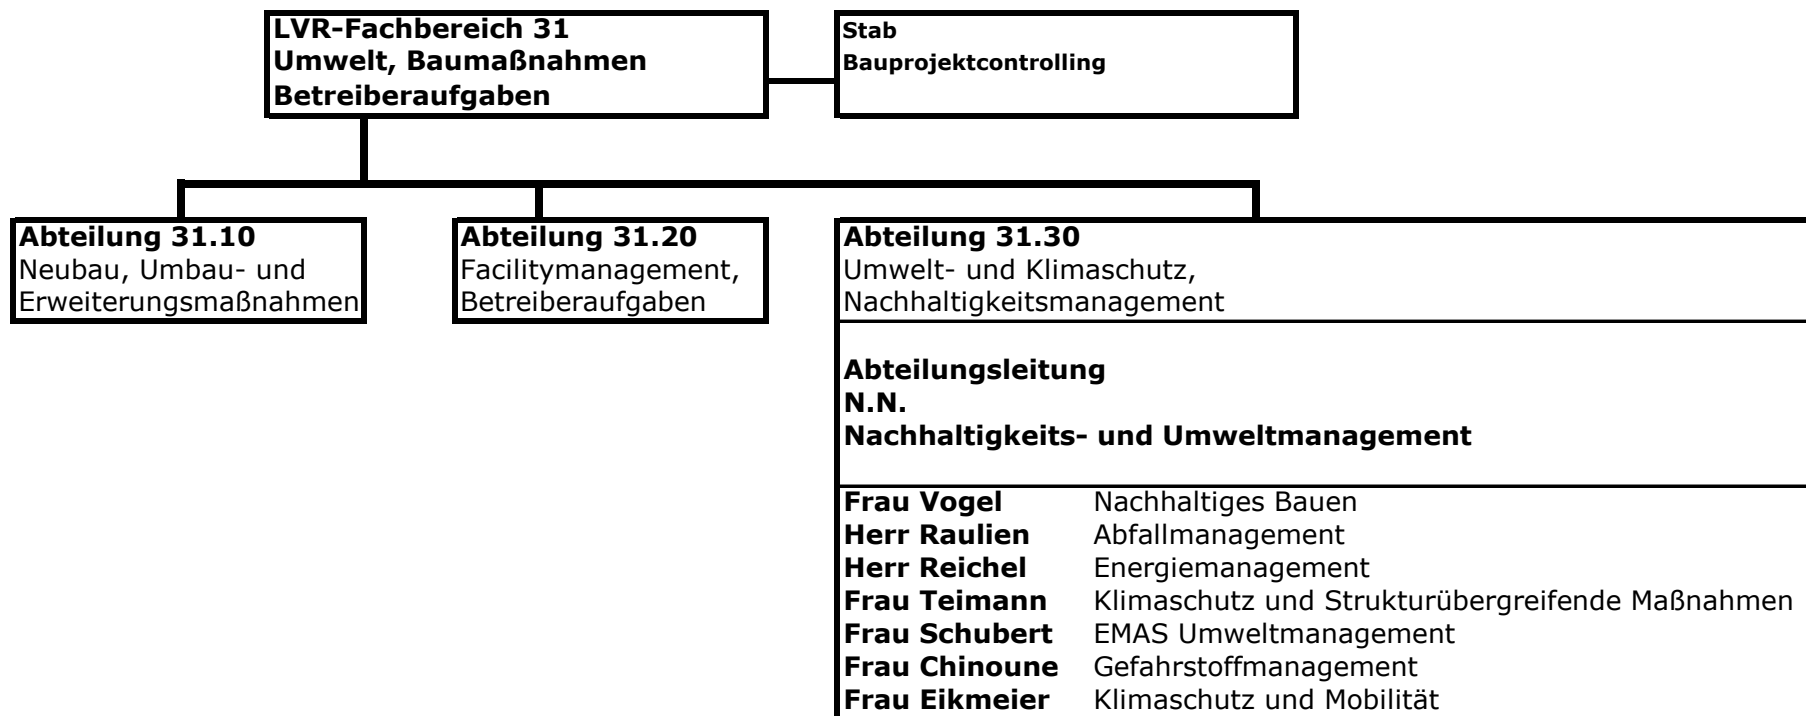 LVR-Fachbereich 31
Umwelt, Baumaßnahmen
Betreiberaufgaben
Stab
Bauprojektcontrolling
Abteilung 31.10
Neubau, Umbau- und
Erweiterungsmaßnahmen
Abteilung 31.20
Facilitymanagement,
Betreiberaufgaben
Abteilung 31.30
Umwelt- und Klimaschutz,
Nachhaltigkeitsmanagement
Abteilungsleitung
N.N.
Nachhaltigkeits- und Umweltmanagement
Frau Vogel Nachhaltiges Bauen
Herr Raulien Abfallmanagement
Herr Reichel Energiemanagement
Frau Teimann Klimaschutz und Strukturübergreifende Maßnahmen
Frau Schubert EMAS Umweltmanagement
Frau Chinoune Gefahrstoffmanagement
Frau Eikmeier Klimaschutz und Mobilität